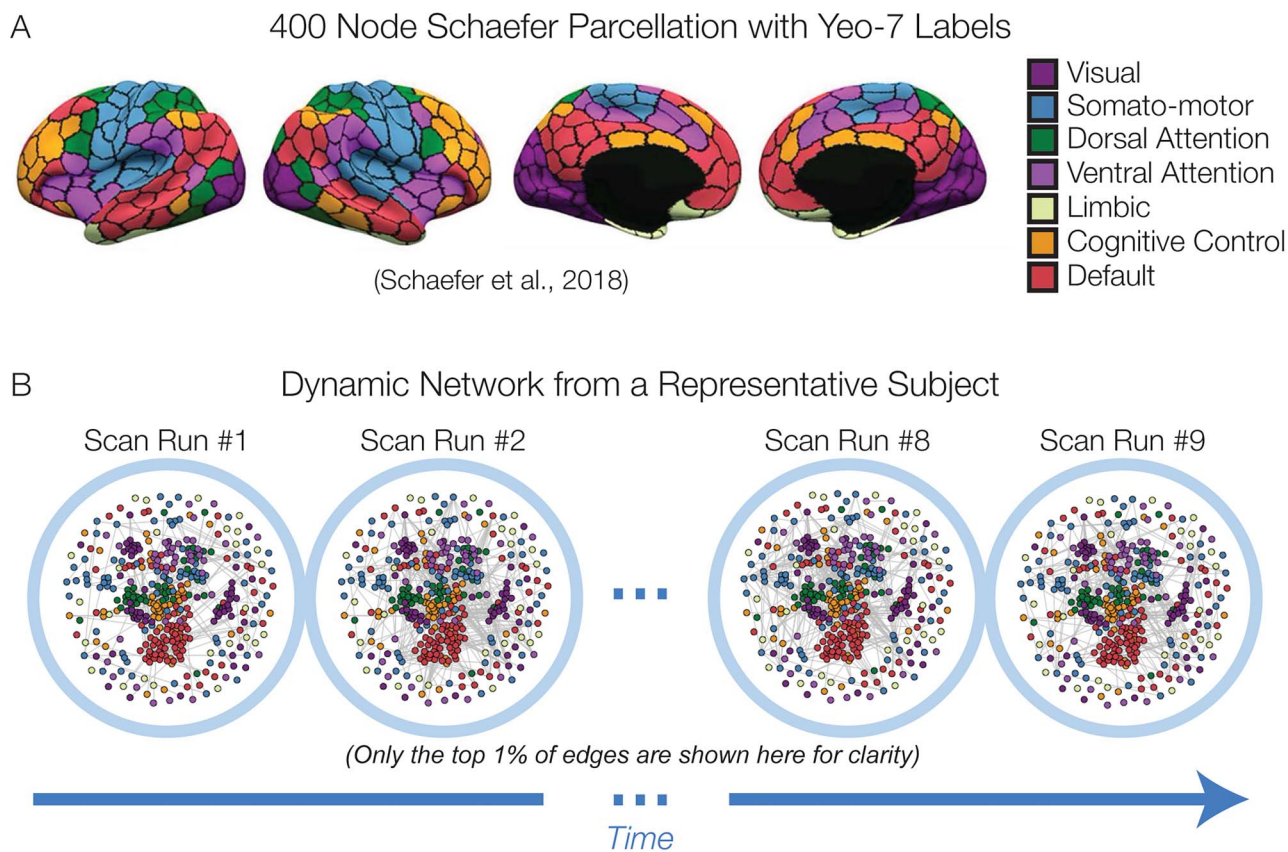 A
400 Node Schaefer Parcellation with Yeo-7 Labels
Visual
Somato-motor
Dorsal Attention
Ventral Attention
Limbic
Cognitive Control
Default
(Schaefer et al., 2018)
B
Dynamic Network from a Representative Subject
Scan Run #1
Scan Run #2
Scan Run #8
Scan Run #9
(Only the top 1% of edges are shown here for clarity)
Time